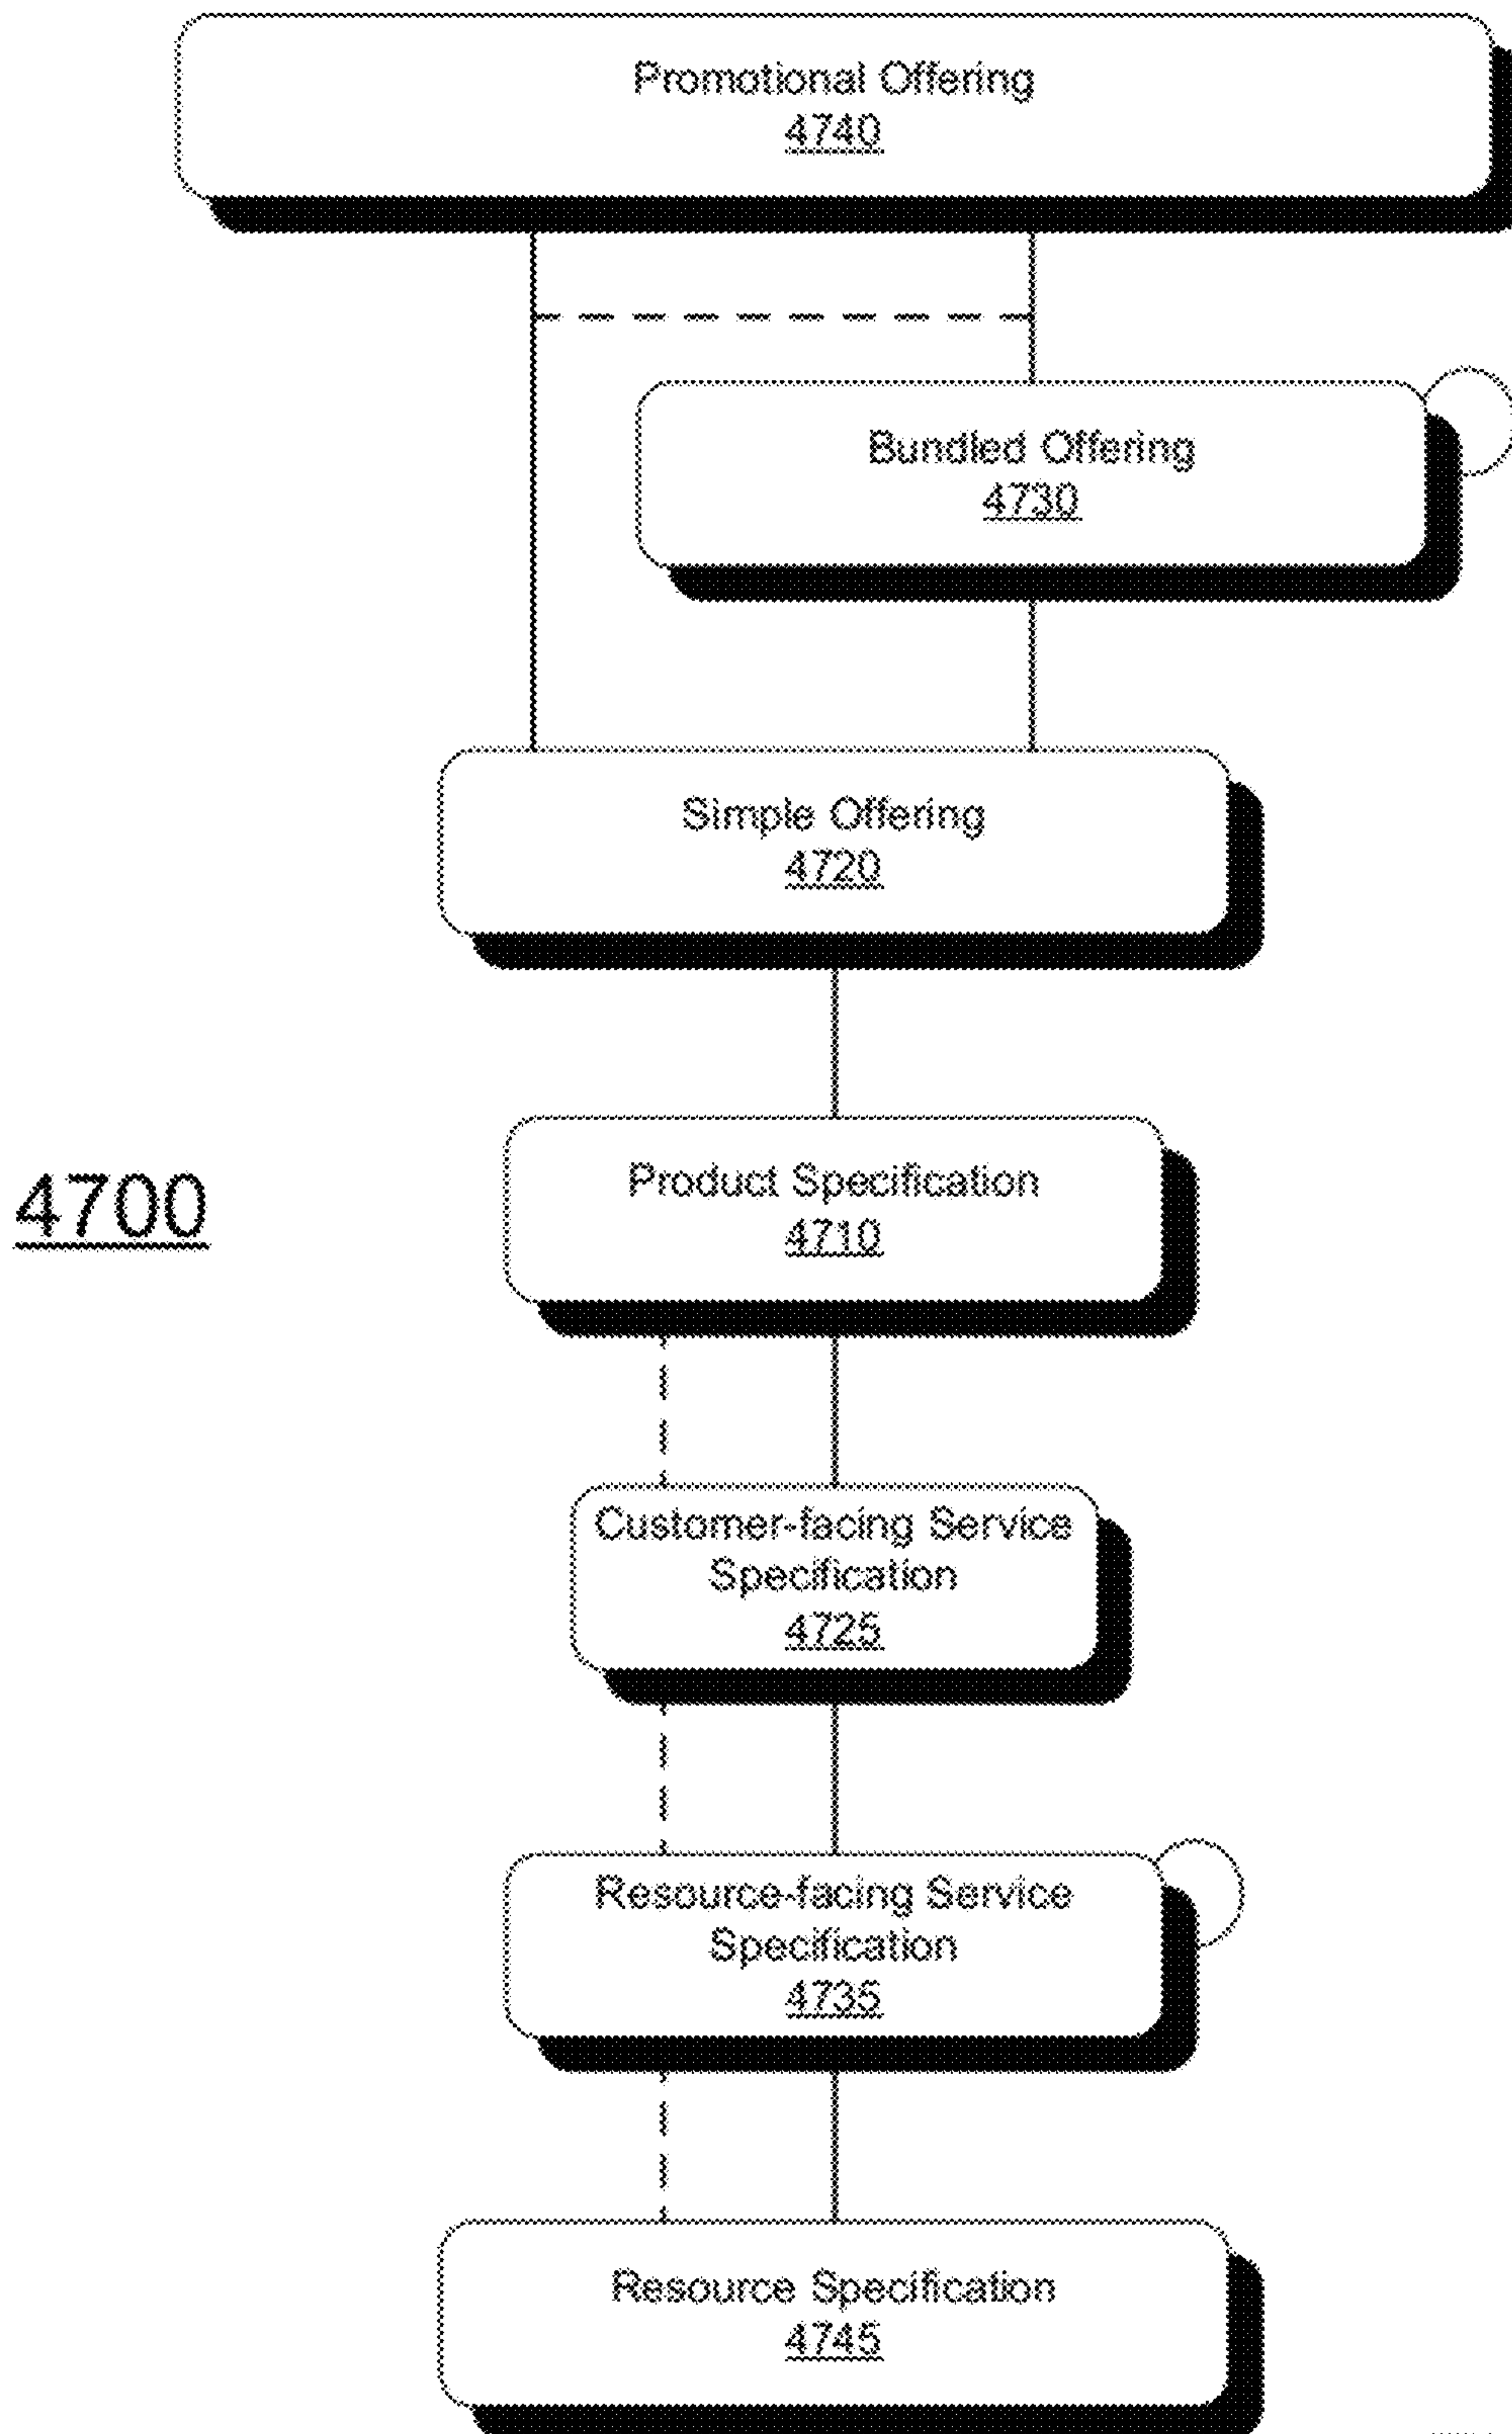 Promotional Offering
4740
Bundled Offering
4730
Simple Offering
4720
4700
Product Specification
4710
Customer-facing Service
Specification
4725
Resource-facing Service
Specification
4735
Resource Specification
4745